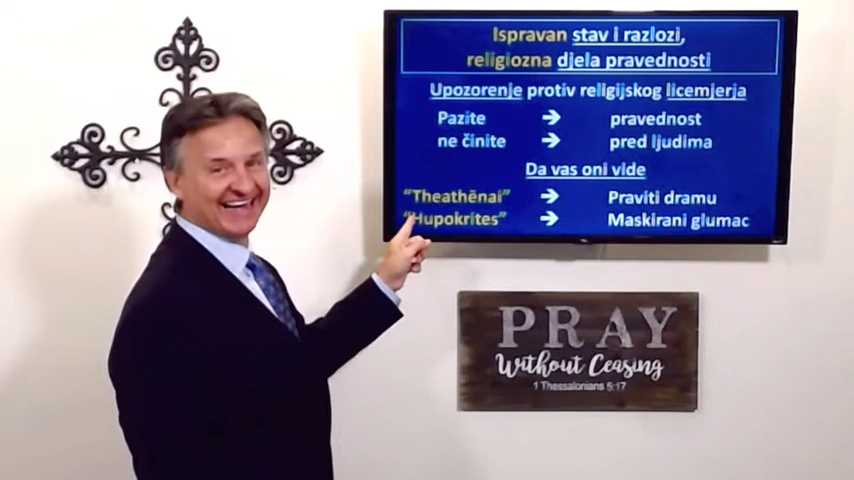 Ispravan stav i razlozi,
religiozna djela pravednosti
Upozorenje protiv religijskog licemjerja
Pazite → pravednost
ne činite → pred ljudima
Da vas oni vide
“Theathēnai” → Praviti dramu
“Hupokrites” → Maskirani glumac
PRAY
Without Ceasing
1 Thessalonians 5:17